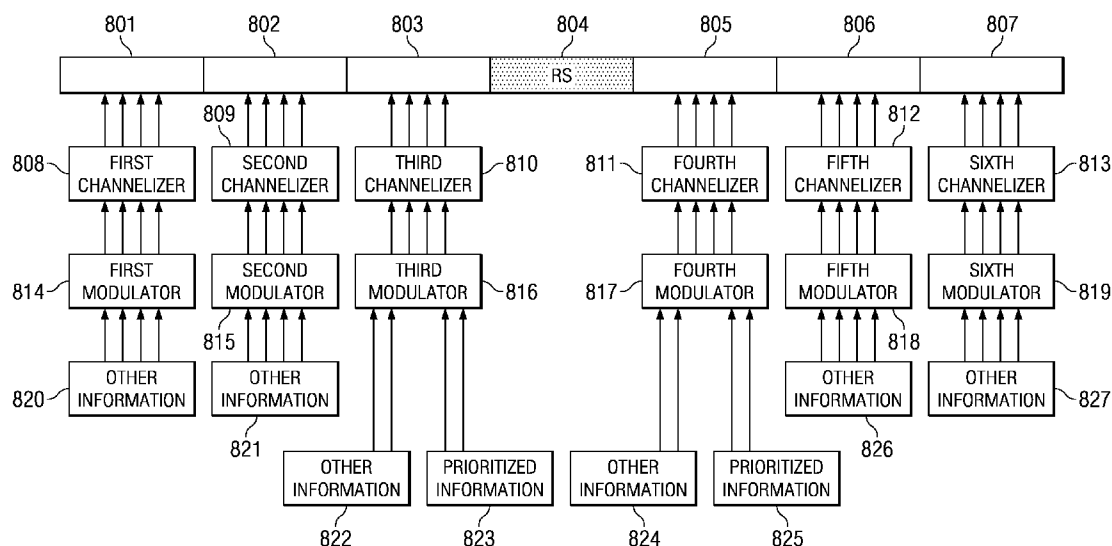 801 802 803 804 805 806 807
RS
809 812
808 FIRST CHANNELIZER SECOND CHANNELIZER THIRD CHANNELIZER 810 811 FOURTH CHANNELIZER FIFTH CHANNELIZER SIXTH CHANNELIZER 813
814 FIRST MODULATOR SECOND MODULATOR THIRD MODULATOR 816 817 FOURTH MODULATOR FIFTH MODULATOR SIXTH MODULATOR 819
815 818
820 OTHER INFORMATION OTHER INFORMATION OTHER INFORMATION OTHER INFORMATION 827
821 826
OTHER INFORMATION PRIORITIZED INFORMATION OTHER INFORMATION PRIORITIZED INFORMATION
822 823 824 825